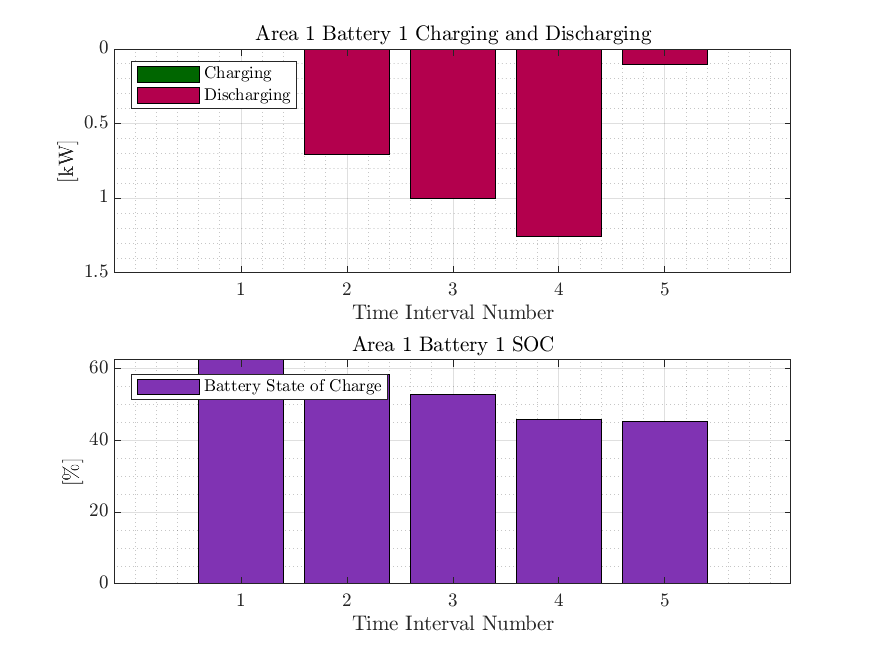 Area 1 Battery 1 Charging and Discharging
0
0.5
1
1.5
[kW]
Charging
Discharging
1 2 3 4 5
Time Interval Number
Area 1 Battery 1 SOC
60
40
20
0
[%]
Battery State of Charge
1 2 3 4 5
Time Interval Number